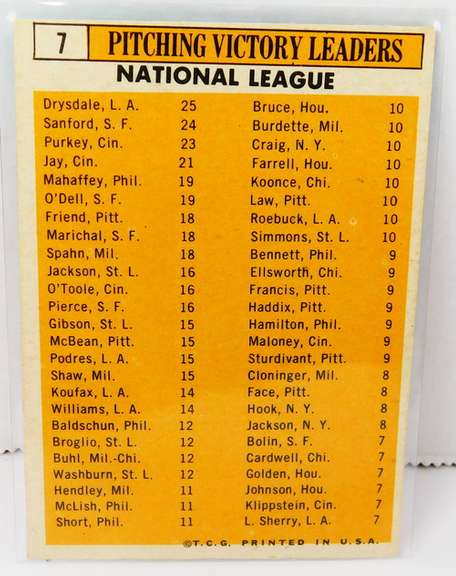 7 PITCHING VICTORY LEADERS
NATIONAL LEAGUE
Drysdale, L. A. 25
Sanford, S. F. 24
Purkey, Cin. 23
Jay, Cin. 21
Mahaffey, Phil. 19
O'Dell, S. F. 19
Friend, Pitt. 18
Marichal, S. F. 18
Spahn, Mil. 18
Jackson, St. L. 16
O'Toole, Cin. 16
Pierce, S. F. 16
Gibson, St. L. 15
McBean, Pitt. 15
Podres, L. A. 15
Shaw, Mil. 15
Koufax, L. A. 14
Williams, L. A. 14
Baldschun, Phil. 12
Broglio, St. L. 12
Buhl, Mil.-Chi. 12
Washburn, St. L. 12
Hendley, Mil. 11
McLish, Phil. 11
Short, Phil. 11
Bruce, Hou. 10
Burdette, Mil. 10
Craig, N. Y. 10
Farrell, Hou. 10
Koonce, Chi. 10
Law, Pitt. 10
Roebuck, L. A. 10
Simmons, St. L. 10
Bennett, Phil. 9
Ellsworth, Chi. 9
Francis, Pitt. 9
Haddix, Pitt. 9
Hamilton, Phil. 9
Maloney, Cin. 9
Sturdivant, Pitt. 9
Cloninger, Mil. 8
Face, Pitt. 8
Hook, N. Y. 8
Jackson, N. Y. 8
Bolin, S. F. 7
Cardwell, Chi. 7
Golden, Hou. 7
Johnson, Hou. 7
Klippstein, Cin. 7
L. Sherry, L. A. 7
©T.C.G. PRINTED IN U.S.A.